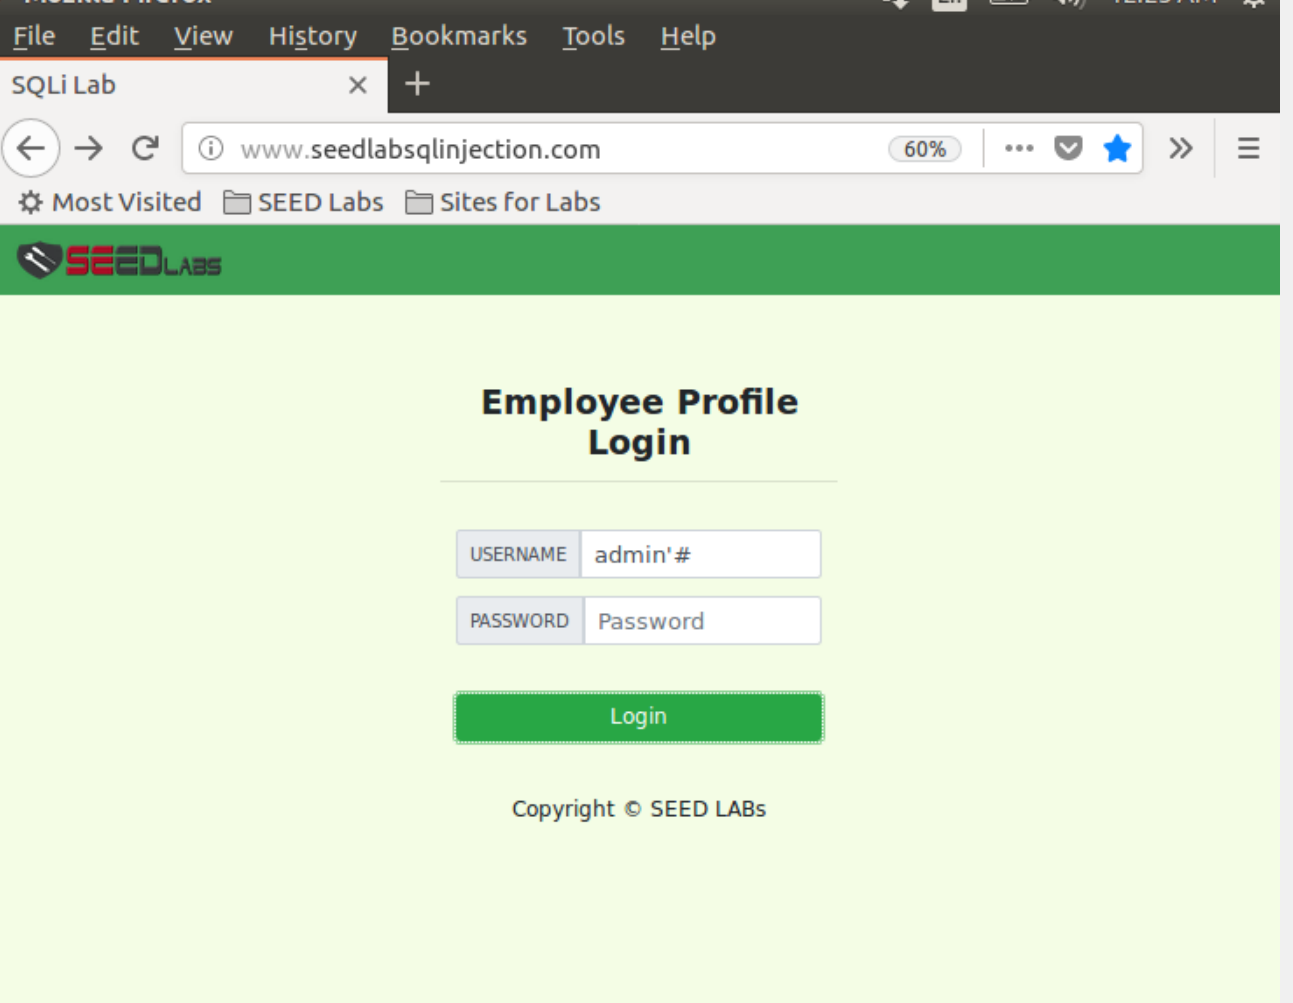 File Edit View History Bookmarks Tools Help
SQLi Lab
www.seedlabsqlinjection.com 60%
Most Visited SEED Labs Sites for Labs
SEEDLABS
Employee Profile
Login
USERNAME admin'#
PASSWORD Password
Login
Copyright © SEED LABs